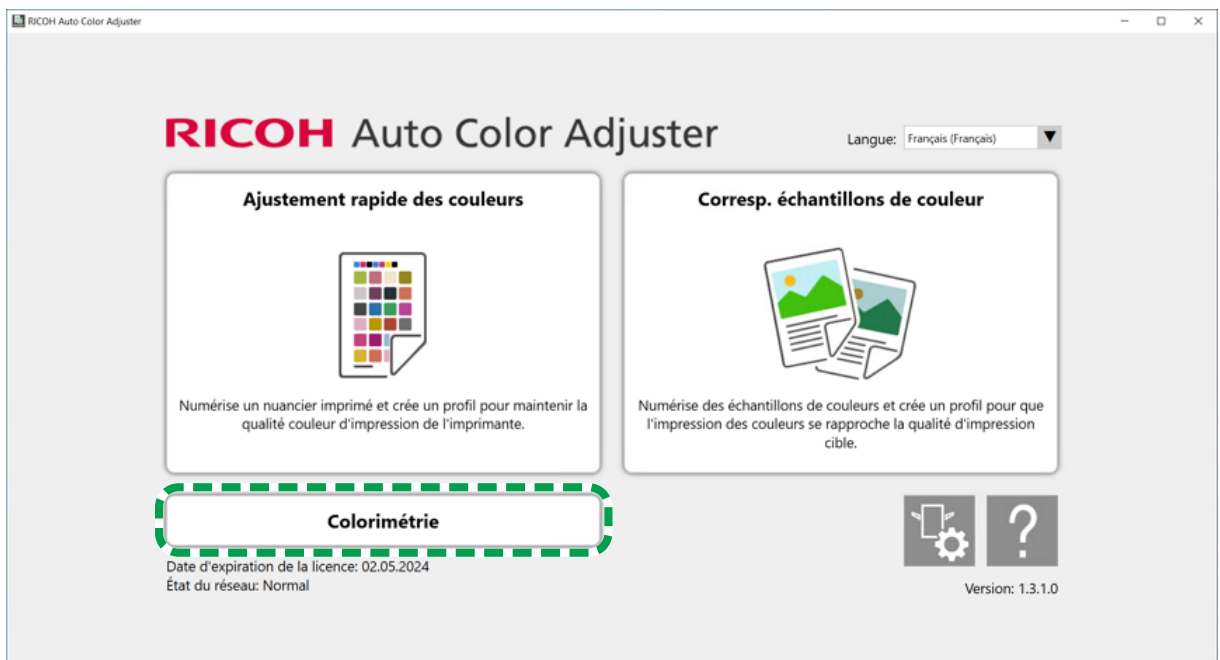 RICOH Auto Color Adjuster
RICOH Auto Color Adjuster
Langue: Français (Français)
Ajustement rapide des couleurs
Numérise un nuancier imprimé et crée un profil pour maintenir la
qualité couleur d'impression de l'imprimante.
Corresp. échantillons de couleur
Numérise des échantillons de couleurs et crée un profil pour que
l'impression des couleurs se rapproche la qualité d'impression
cible.
Colorimétrie
?
Date d'expiration de la licence: 02.05.2024
État du réseau: Normal
Version: 1.3.1.0